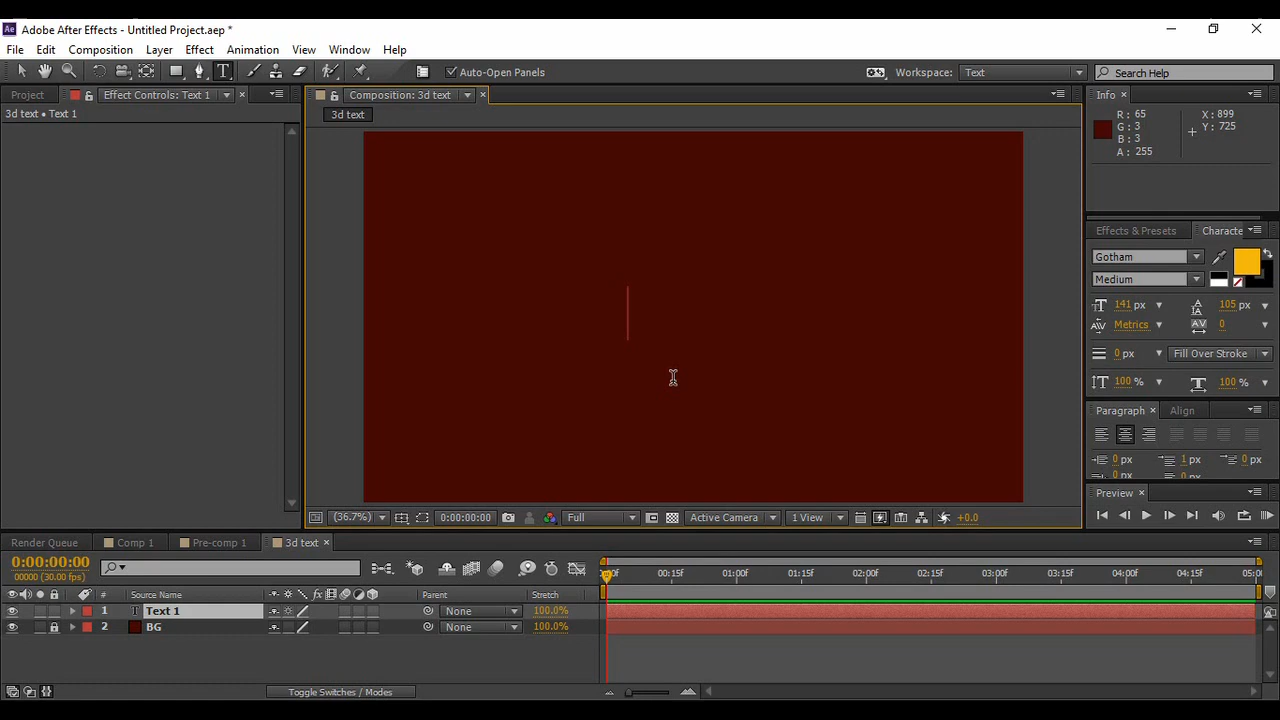 Ae Adobe After Effects - Untitled Project.aep *
File Edit Composition Layer Effect Animation View Window Help
T Auto-Open Panels Workspace: Text Search Help
Project Effect Controls: Text 1 Composition: 3d text Info
3d text • Text 1 3d text
R: 65 X: 899
G: 3 Y: 725
B: 3
A: 255
Effects & Presets Characte
Gotham
Medium
141 px 105 px
Metrics 0
0 px Fill Over Stroke
100 % 100 %
Paragraph Align
0 px 1 px 0 px
0 px 0 px
Preview
(36.7%) 0:00:00:00 Full Active Camera 1 View +0.0
Render Queue Comp 1 Pre-comp 1 3d text
0:00:00:00
00000 (30.00 fps)
:00f 00:15f 01:00f 01:15f 02:00f 02:15f 03:00f 03:15f 04:00f 04:15f 05:0
# Source Name fx Parent Stretch
1 T Text 1 None 100.0%
2 BG None 100.0%
Toggle Switches / Modes